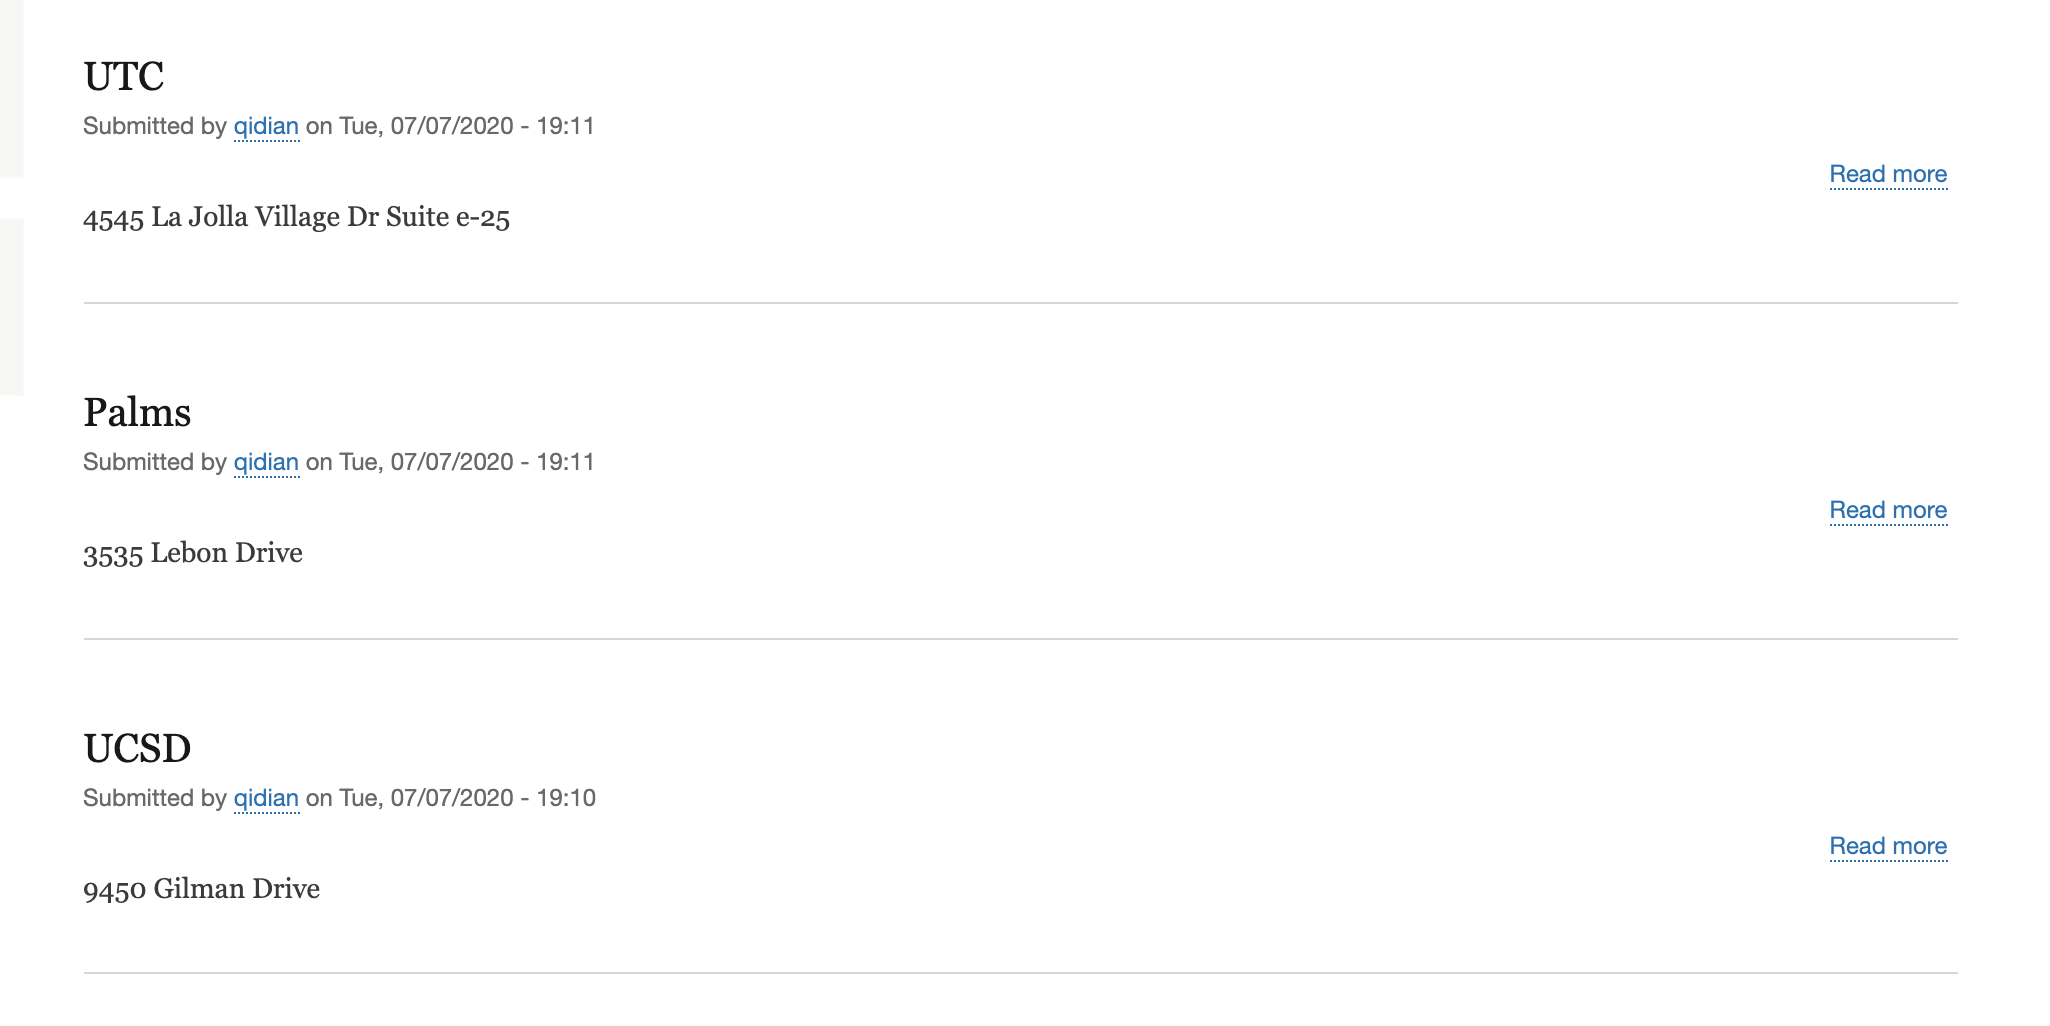 UTC
Submitted by qidian on Tue, 07/07/2020 - 19:11
Read more
4545 La Jolla Village Dr Suite e-25
Palms
Submitted by qidian on Tue, 07/07/2020 - 19:11
Read more
3535 Lebon Drive
UCSD
Submitted by qidian on Tue, 07/07/2020 - 19:10
Read more
9450 Gilman Drive